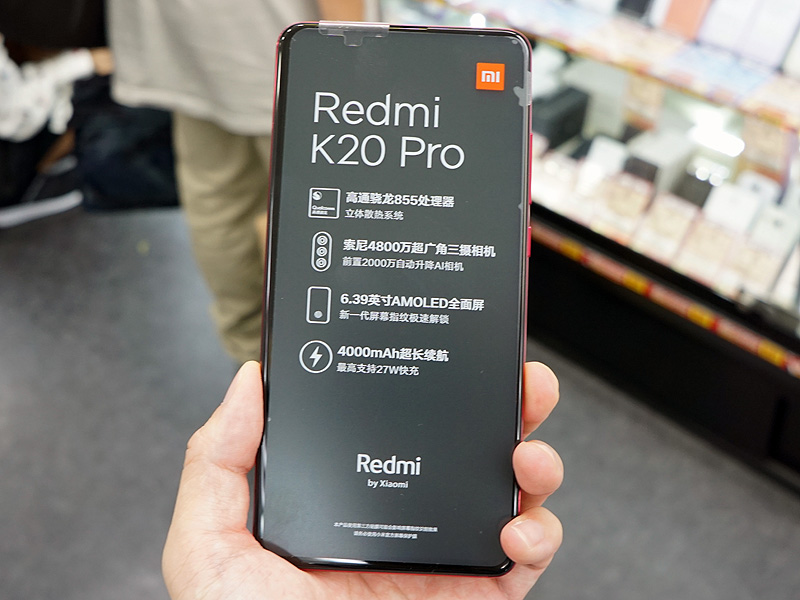 mi
Redmi
K20 Pro
Qualcomm
高通骁龙855处理器
立体散热系统
索尼4800万超广角三摄相机
前置2000万自动升降AI相机
6.39英寸AMOLED全面屏
新一代屏幕指纹极速解锁
4000mAh超长续航
最高支持27W快充
Redmi
by Xiaomi